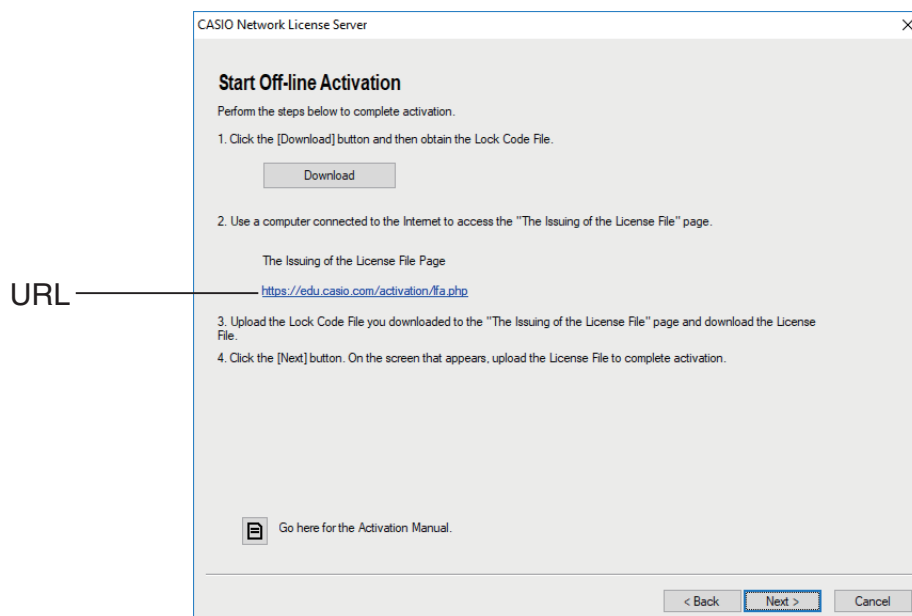 CASIO Network License Server
Start Off-line Activation
Perform the steps below to complete activation.
1. Click the [Download] button and then obtain the Lock Code File.
Download
2. Use a computer connected to the Internet to access the "The Issuing of the License File" page.
The Issuing of the License File Page
URL
https://edu.casio.com/activation/lfa.php
3. Upload the Lock Code File you downloaded to the "The Issuing of the License File" page and download the License
File.
4. Click the [Next] button. On the screen that appears, upload the License File to complete activation.
Go here for the Activation Manual.
< Back Next > Cancel